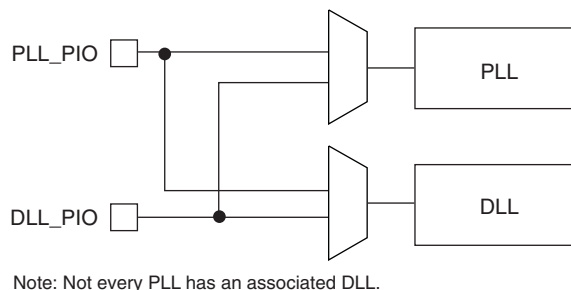 PLL_PIO
PLL
DLL_PIO
DLL
Note: Not every PLL has an associated DLL.